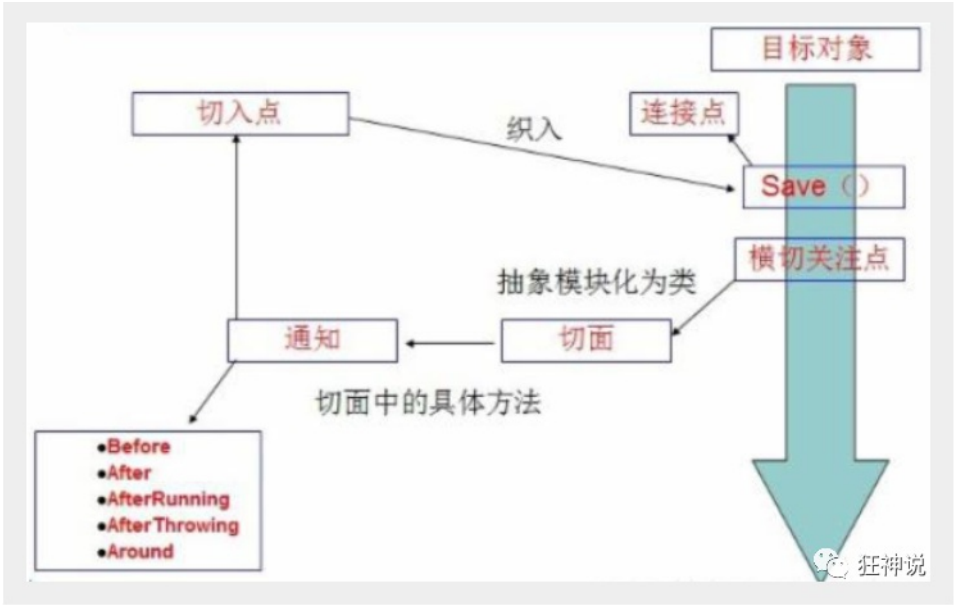 目标对象
切入点
连接点
织入
Save（）
横切关注点
抽象模块化为类
通知
切面
切面中的具体方法
●Before
●After
●AfterRunning
●AfterThrowing
●Around
狂神说